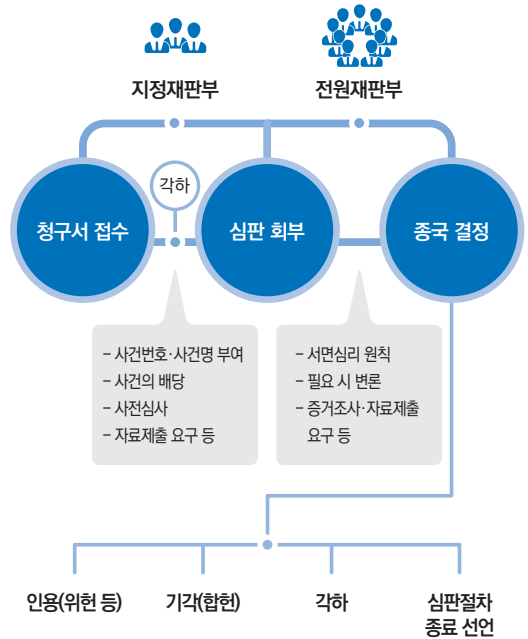 지정재판부
전원재판부
각하
청구서 접수
심판 회부
종국 결정
- 사건번호·사건명 부여
- 사건의 배당
- 사전심사
- 자료제출 요구 등
- 서면심리 원칙
- 필요 시 변론
- 증거조사·자료제출
요구 등
인용(위헌 등)
기각(합헌)
각하
심판절차
종료 선언